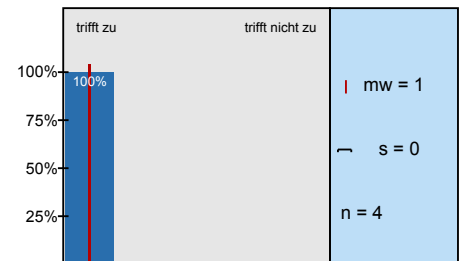 trifft zu trifft nicht zu
100%
100%
mw = 1
75%
s = 0
50%
25%
n = 4